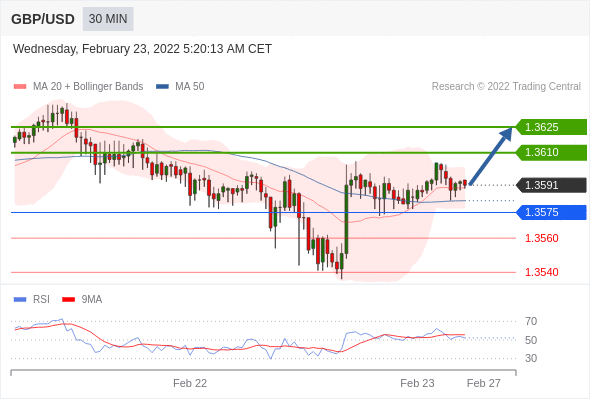 GBP/USD 30 MIN
Wednesday, February 23, 2022 5:20:13 AM CET
MA 20 + Bollinger Bands MA 50 Research © 2022 Trading Central
1.3625
1.3610
1.3591
1.3575
1.3560
1.3540
RSI 9MA
70
50
30
Feb 22 Feb 23 Feb 27